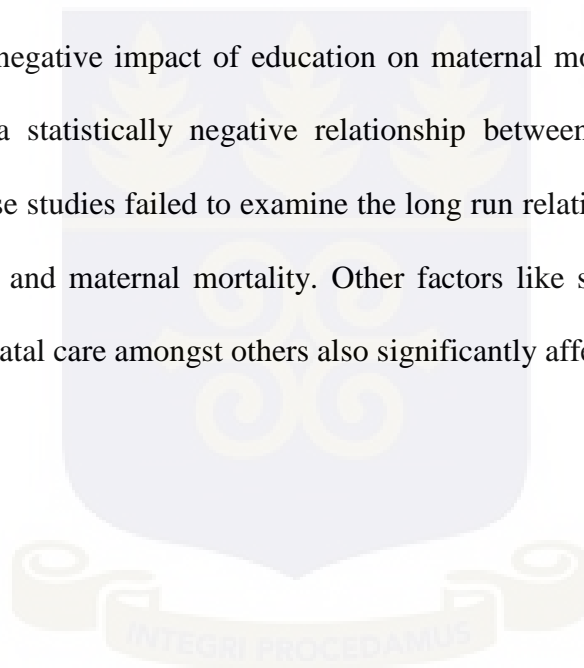 negative impact of education on maternal mo
a statistically negative relationship between
se studies failed to examine the long run relati
and maternal mortality. Other factors like s
atal care amongst others also significantly affe
INTEGRI PROCEDAMUS